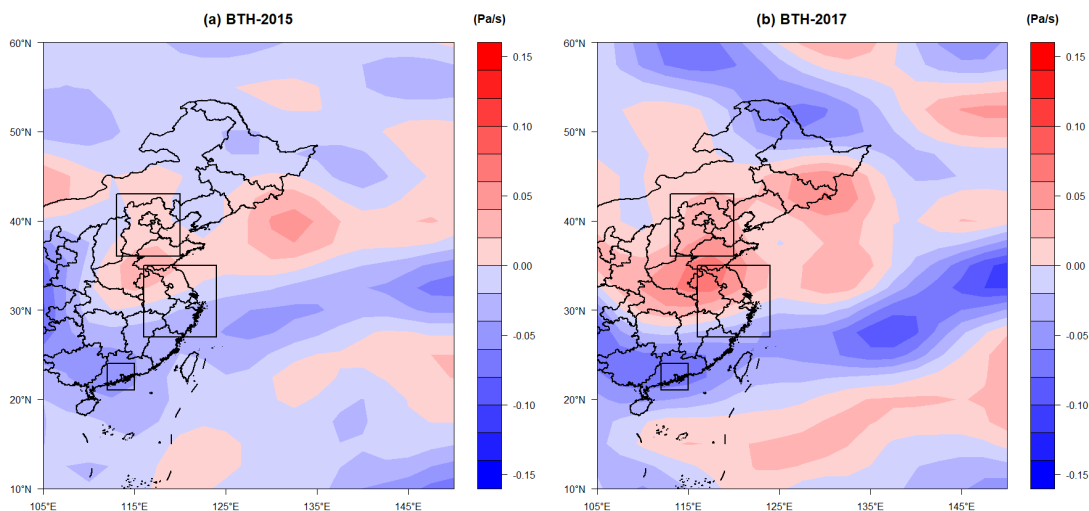 (a) BTH-2015
(Pa/s)
60°N
50°N
40°N
30°N
20°N
10°N
105°E
115°E
125°E
135°E
145°E
0.15
0.10
0.05
0.00
-0.05
-0.10
-0.15
(b) BTH-2017
(Pa/s)
60°N
50°N
40°N
30°N
20°N
10°N
105°E
115°E
125°E
135°E
145°E
0.15
0.10
0.05
0.00
-0.05
-0.10
-0.15